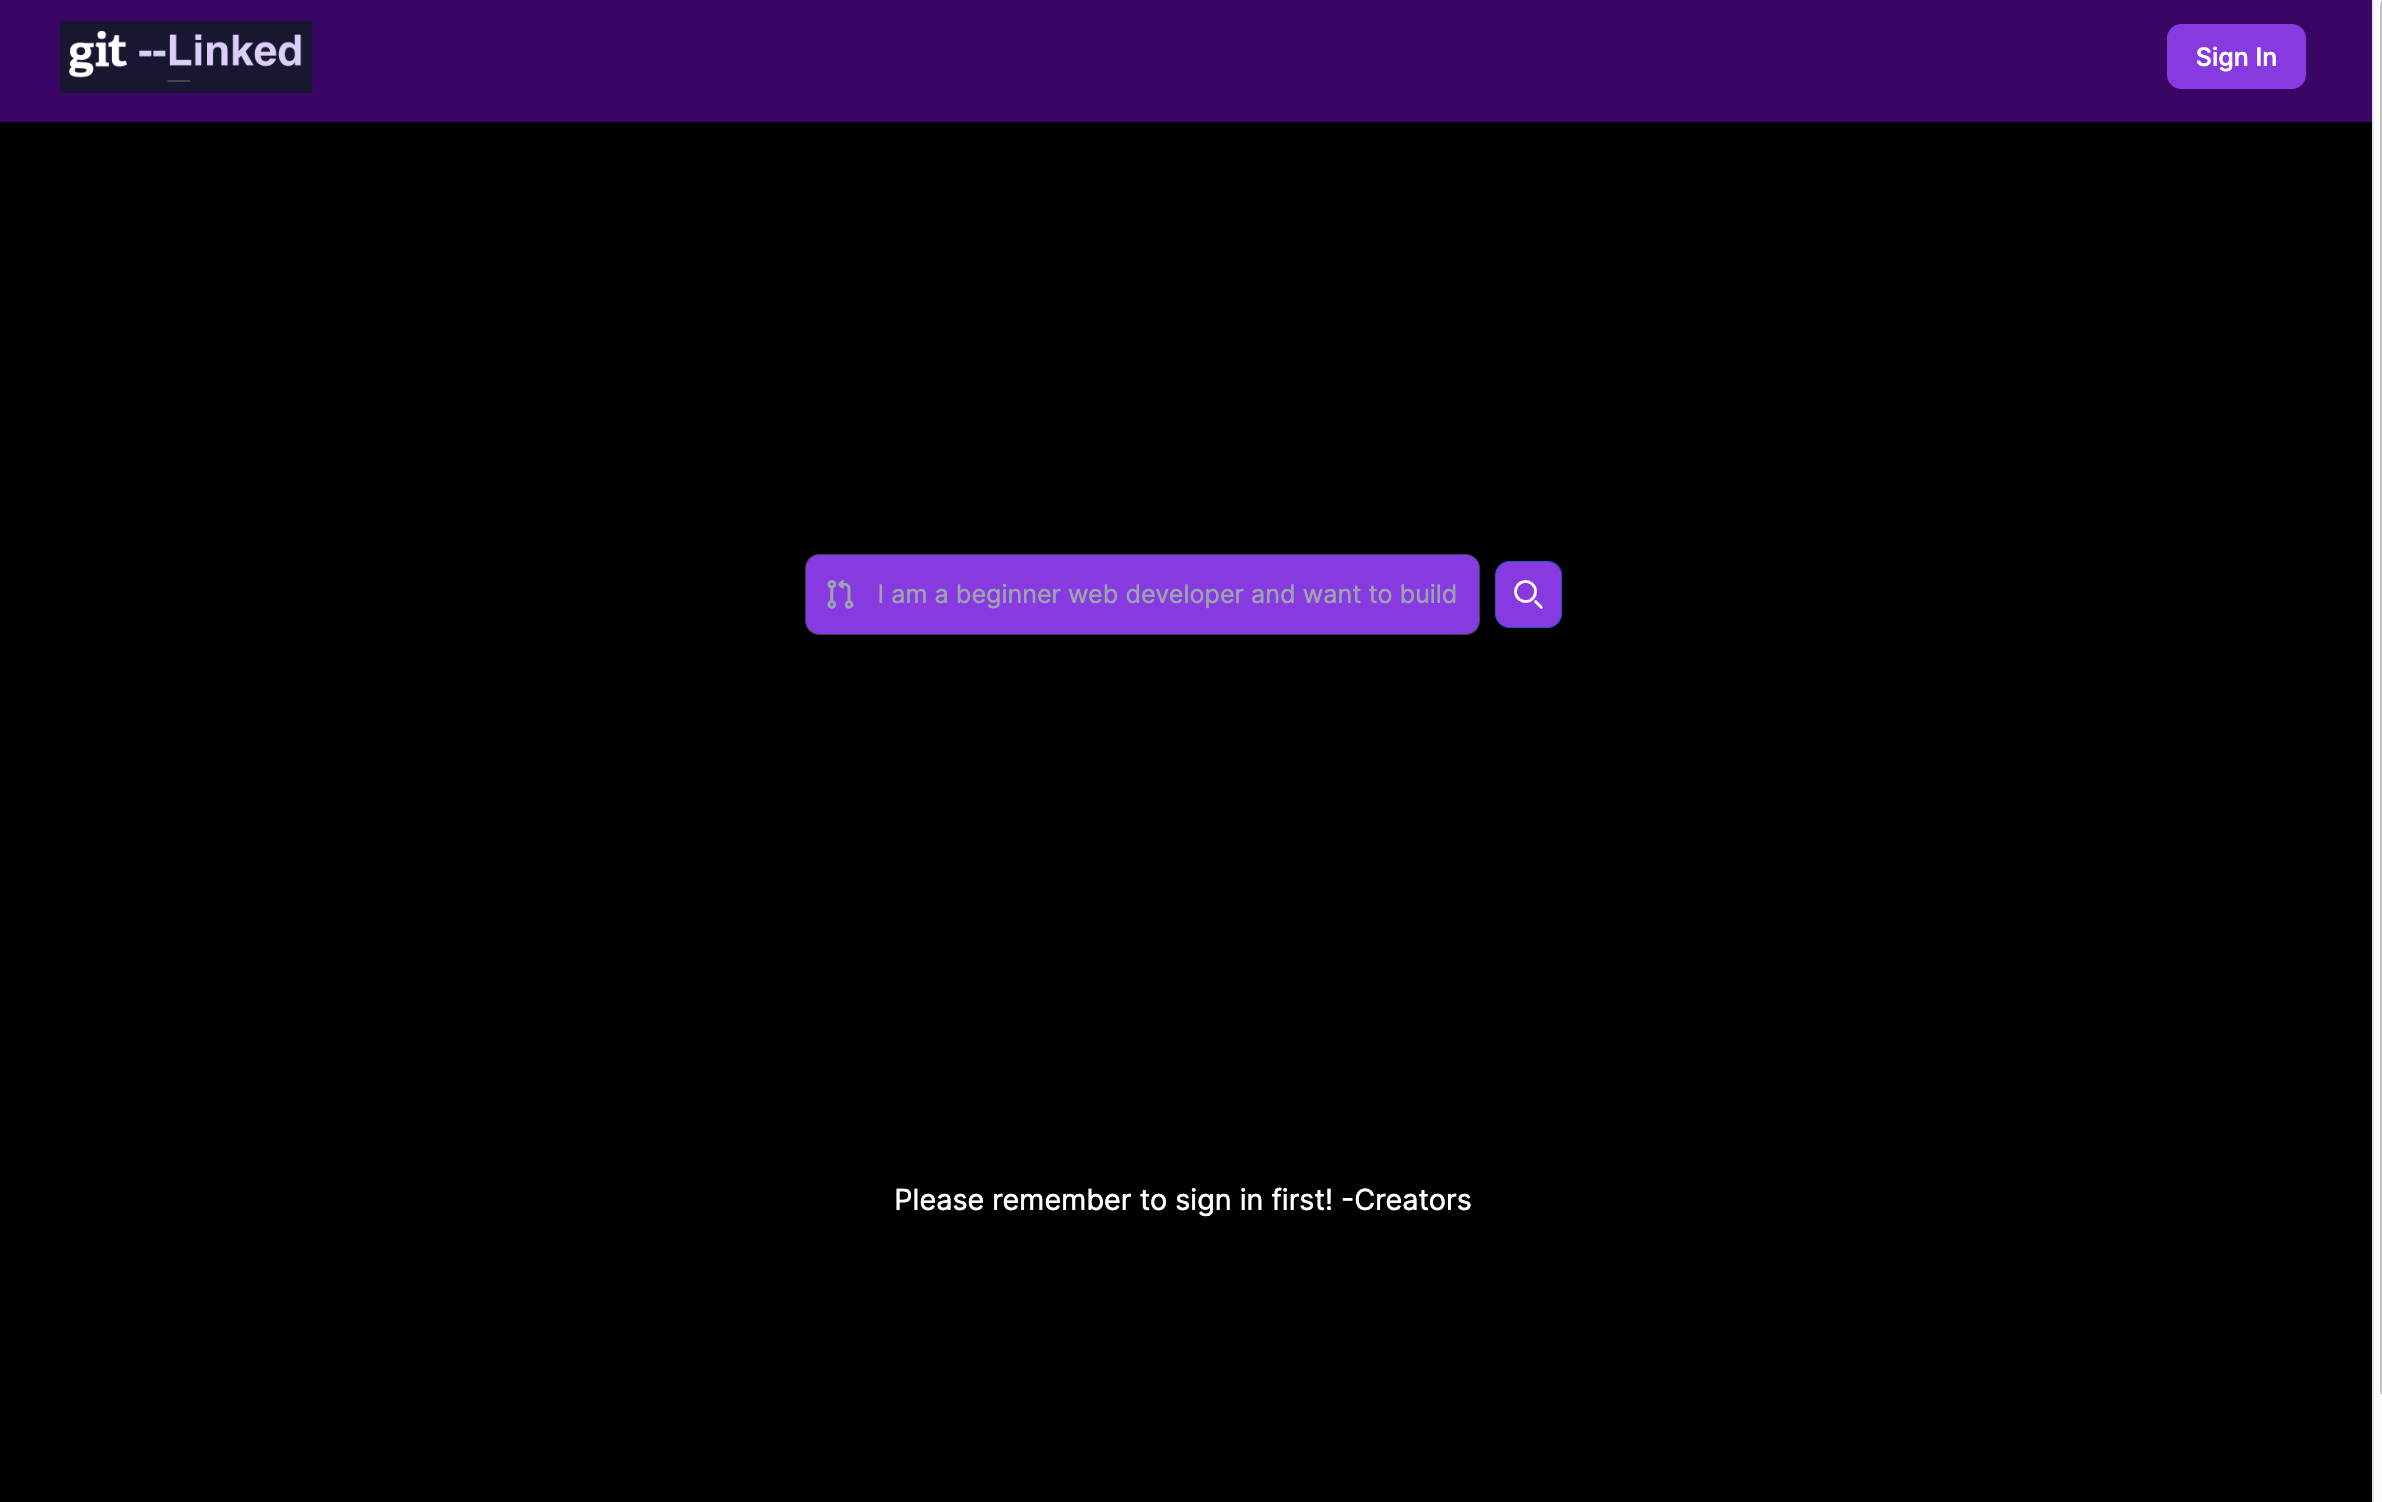 git --Linked
Sign In
I am a beginner web developer and want to build
Please remember to sign in first! -Creators